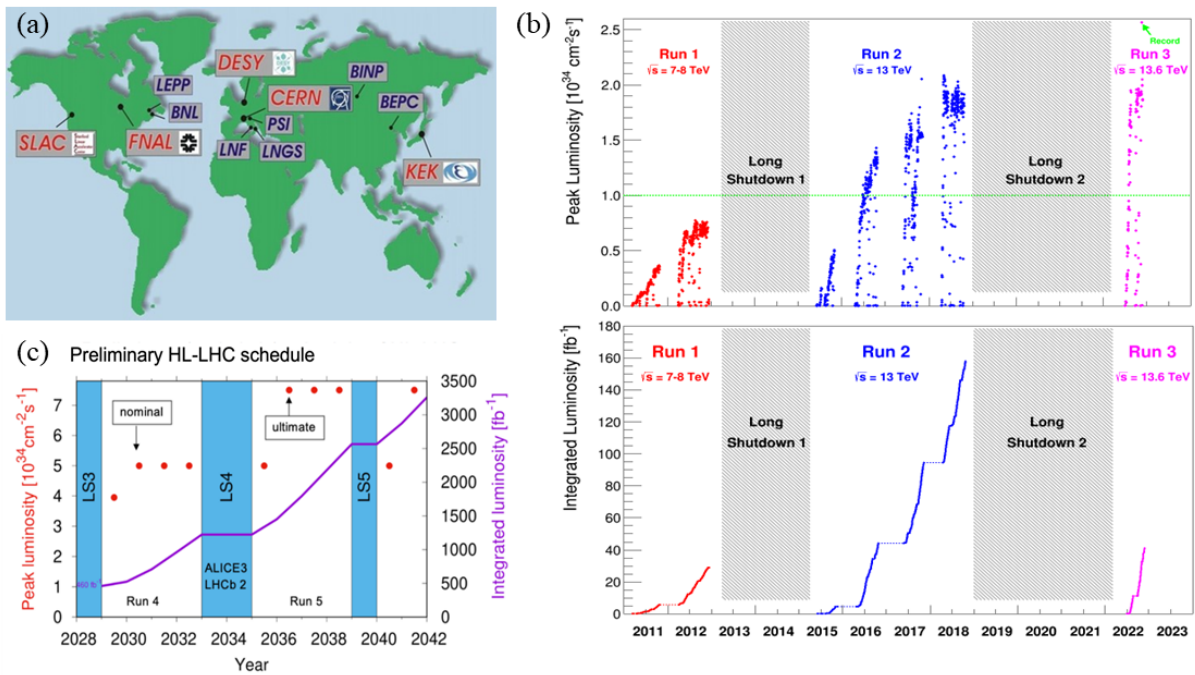 (a)
DESY
BINP
LEPP
CERN
BEPC
BNL
PSI
SLAC
FNAL
LNF
LNGS
KEK
(b)
Peak Luminosity [10³⁴ cm⁻²s⁻¹]
2.5
2.0
1.5
1.0
0.5
0.0
Run 1
√s = 7-8 TeV
Long
Shutdown 1
Run 2
√s = 13 TeV
Long
Shutdown 2
Record
Run 3
√s = 13.6 TeV
Integrated Luminosity [fb⁻¹]
180
160
140
120
100
80
60
40
20
0
Run 1
√s = 7-8 TeV
Long
Shutdown 1
Run 2
√s = 13 TeV
Long
Shutdown 2
Run 3
√s = 13.6 TeV
2011 2012 2013 2014 2015 2016 2017 2018 2019 2020 2021 2022 2023
(c)
Preliminary HL-LHC schedule
Peak luminosity [10³⁴cm⁻²s⁻¹]
7
6
5
4
3
2
1
0
nominal
ultimate
LS3
LS4
LS5
ALICE3
LHCb 2
Run 4
Run 5
3500
3000
2500
2000
1500
1000
500
0
Integrated luminosity [fb⁻¹]
2028 2030 2032 2034 2036 2038 2040 2042
Year